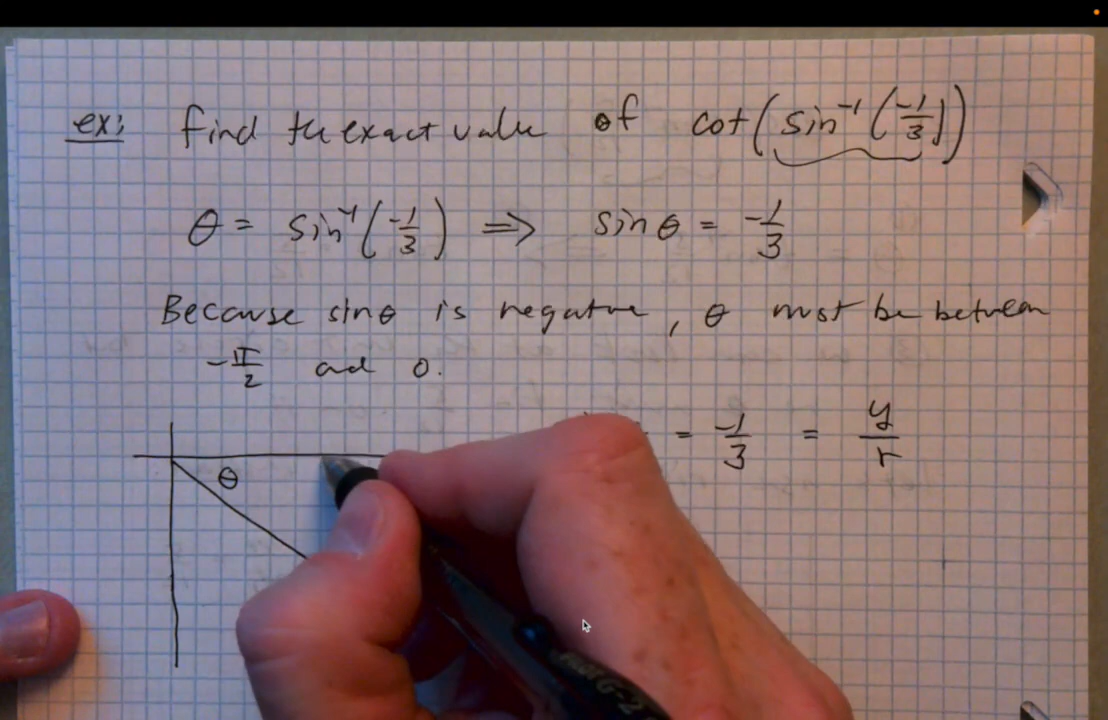 ex: find the exact value of cot(sin⁻¹(-1/3))
θ = sin⁻¹(-1/3) ⇒ sin θ = -1/3
Because sin θ is negative, θ must be between
-π/2 and 0.
= -1/3 = y/r
θ
G-2